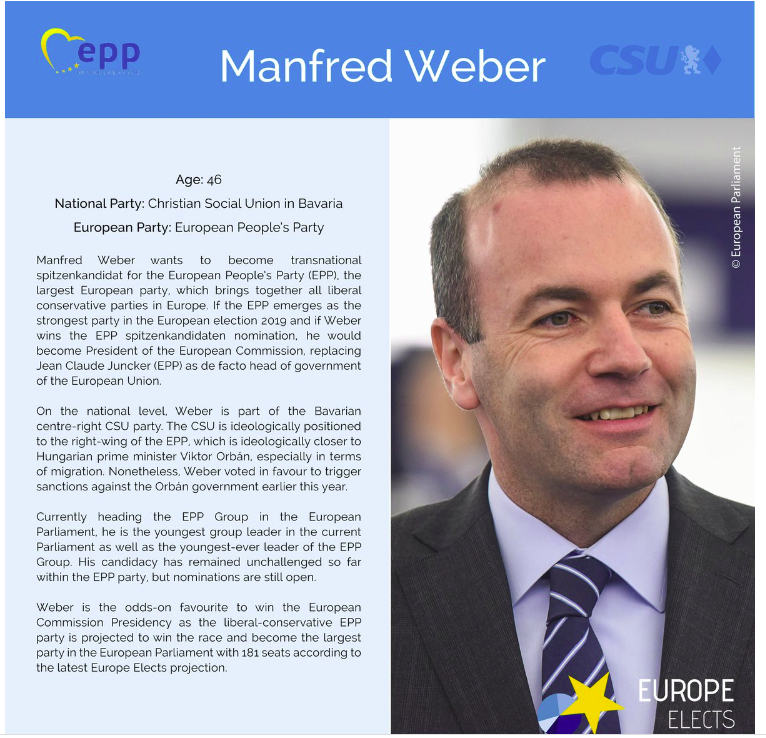 epp
Manfred Weber
CSU
© European Parliament
Age: 46
National Party: Christian Social Union in Bavaria
European Party: European People's Party
Manfred Weber wants to become transnational
spitzenkandidat for the European People's Party (EPP), the
largest European party, which brings together all liberal
conservative parties in Europe. If the EPP emerges as the
strongest party in the European election 2019 and if Weber
wins the EPP spitzenkandidaten nomination, he would
become President of the European Commission, replacing
Jean Claude Juncker (EPP) as de facto head of government
of the European Union.
On the national level, Weber is part of the Bavarian
centre-right CSU party. The CSU is ideologically positioned
to the right-wing of the EPP, which is ideologically closer to
Hungarian prime minister Viktor Orbán, especially in terms
of migration. Nonetheless, Weber voted in favour to trigger
sanctions against the Orbán government earlier this year.
Currently heading the EPP Group in the European
Parliament, he is the youngest group leader in the current
Parliament as well as the youngest-ever leader of the EPP
Group. His candidacy has remained unchallenged so far
within the EPP party, but nominations are still open.
Weber is the odds-on favourite to win the European
Commission Presidency as the liberal-conservative EPP
party is projected to win the race and become the largest
party in the European Parliament with 181 seats according to
the latest Europe Elects projection.
EUROPE
ELECTS